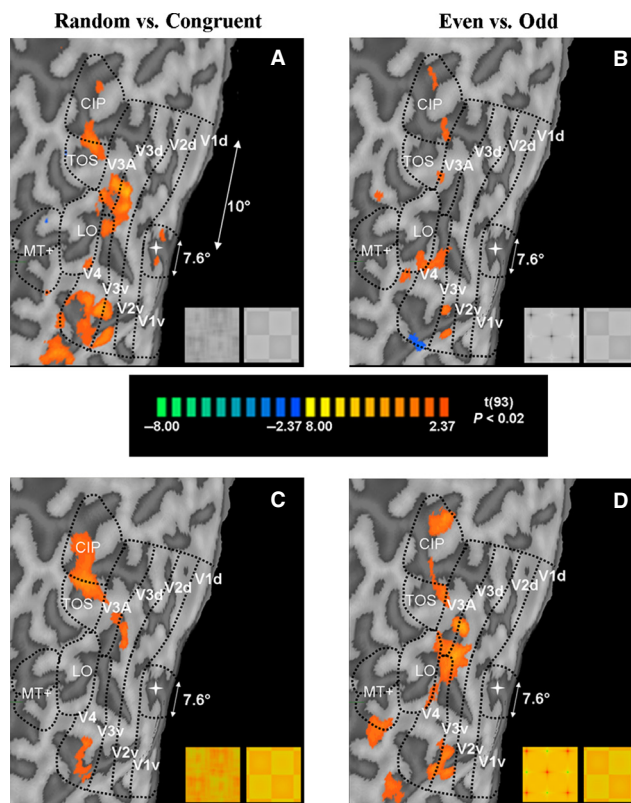 Random vs. Congruent
Even vs. Odd
A
CIP
TOS
V3A
V3d
V2d
V1d
10°
LO
MT+
7.6°
V4
V3v
V2v
V1v
B
CIP
TOS
V3A
V3d
V2d
V1d
LO
MT+
7.6°
V4
V3v
V2v
V1v
t(93)
P < 0.02
–8.00
–2.37
8.00
2.37
C
CIP
TOS
V3A
V3d
V2d
V1d
LO
MT+
7.6°
V4
V3v
V2v
V1v
D
CIP
TOS
V3A
V3d
V2d
V1d
LO
MT+
7.6°
V4
V3v
V2v
V1v